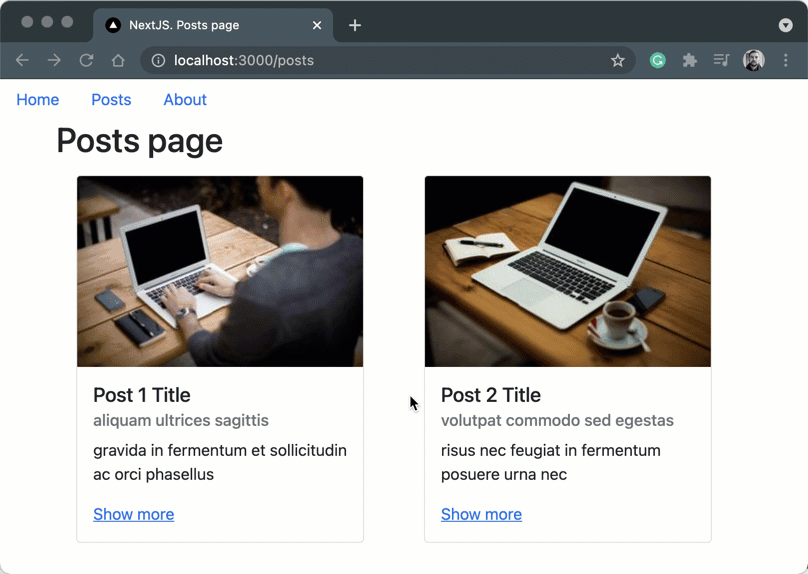 NextJS. Posts page
localhost:3000/posts
Home Posts About
Posts page
Post 1 Title
aliquam ultrices sagittis
gravida in fermentum et sollicitudin
ac orci phasellus
Show more
Post 2 Title
volutpat commodo sed egestas
risus nec feugiat in fermentum
posuere urna nec
Show more